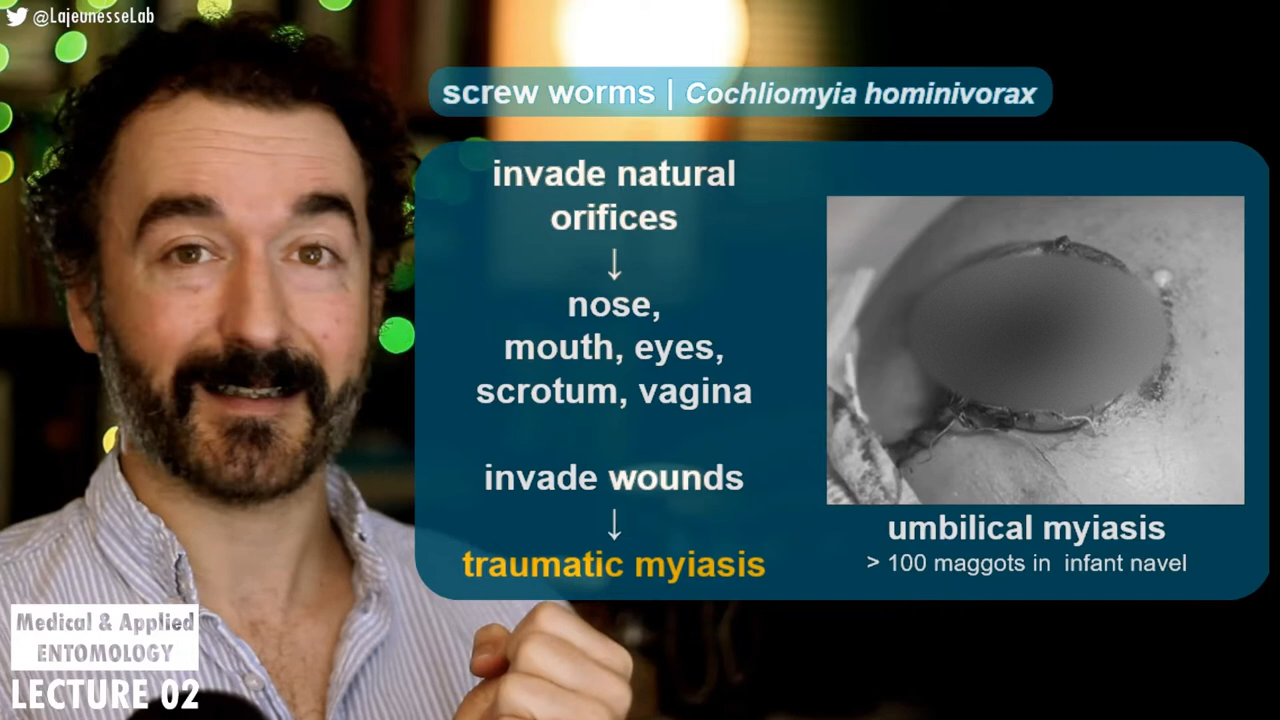 @LajeunesseLab
screw worms | Cochliomyia hominivorax
invade natural
orifices
↓
nose,
mouth, eyes,
scrotum, vagina
invade wounds
↓
traumatic myiasis
umbilical myiasis
> 100 maggots in infant navel
Medical & Applied
ENTOMOLOGY
LECTURE 02